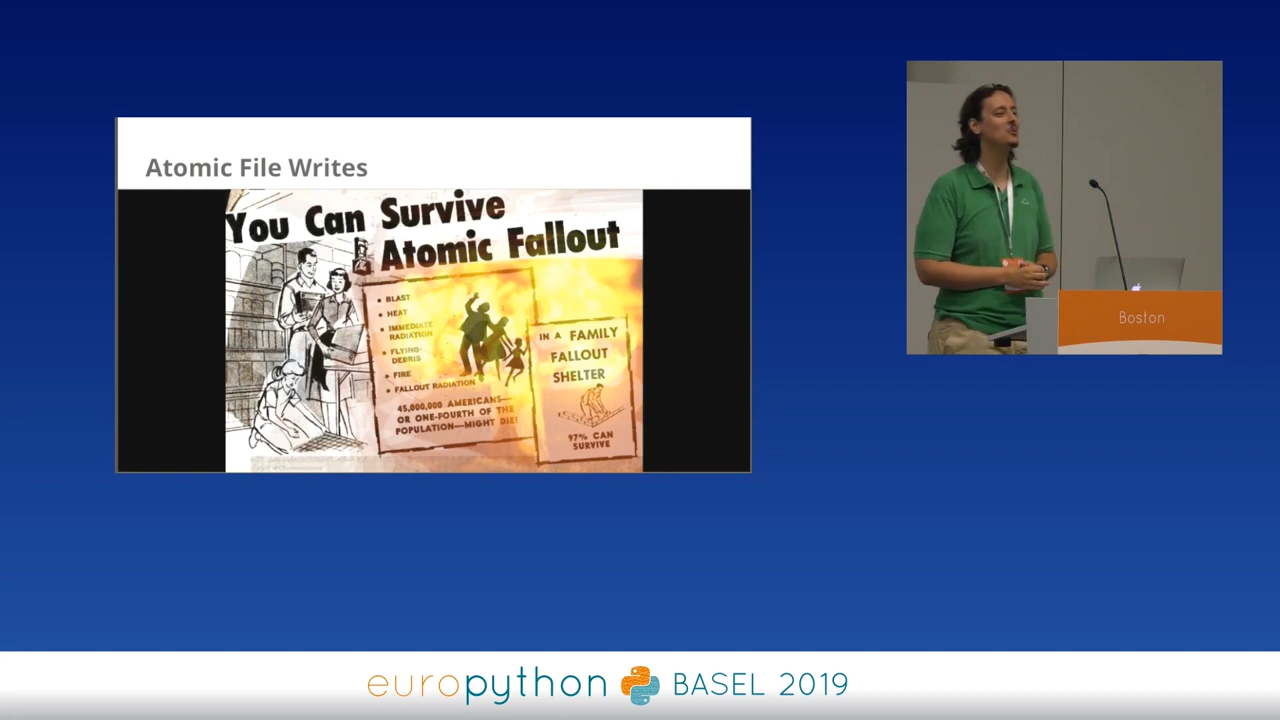 Atomic File Writes
You Can Survive
Atomic Fallout
• BLAST
• HEAT
• IMMEDIATE
RADIATION
• FLYING
DEBRIS
• FIRE
• FALLOUT RADIATION
45,000,000 AMERICANS—
OR ONE-FOURTH OF THE
POPULATION—MIGHT DIE!
IN A FAMILY
FALLOUT
SHELTER
97% CAN
SURVIVE
Boston
europython BASEL 2019